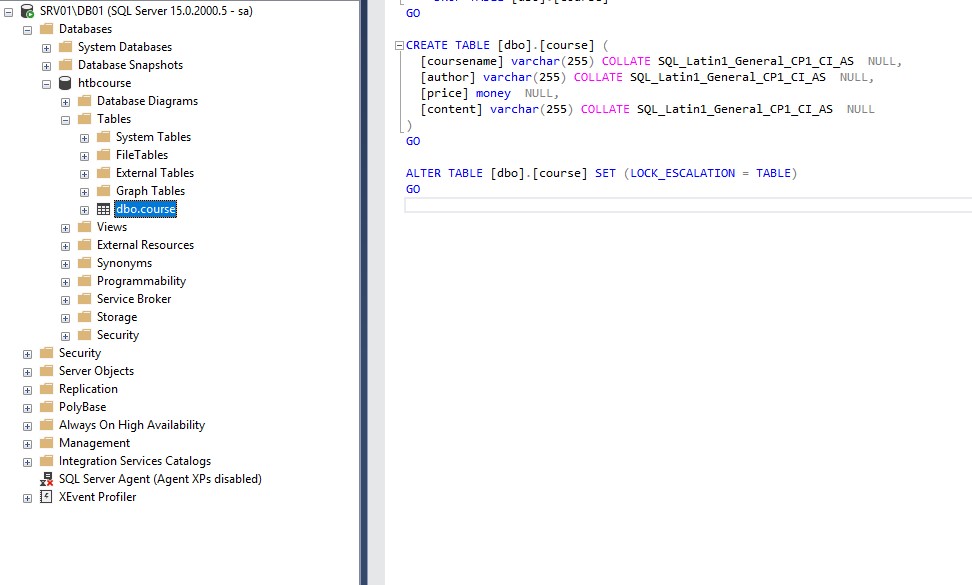 SRV01\DB01 (SQL Server 15.0.2000.5 - sa)
Databases
System Databases
Database Snapshots
htbcourse
Database Diagrams
Tables
System Tables
FileTables
External Tables
Graph Tables
dbo.course
Views
External Resources
Synonyms
Programmability
Service Broker
Storage
Security
Security
Server Objects
Replication
PolyBase
Always On High Availability
Management
Integration Services Catalogs
SQL Server Agent (Agent XPs disabled)
XEvent Profiler
GO
CREATE TABLE [dbo].[course] (
[coursename] varchar(255) COLLATE SQL_Latin1_General_CP1_CI_AS NULL,
[author] varchar(255) COLLATE SQL_Latin1_General_CP1_CI_AS NULL,
[price] money NULL,
[content] varchar(255) COLLATE SQL_Latin1_General_CP1_CI_AS NULL
)
GO
ALTER TABLE [dbo].[course] SET (LOCK_ESCALATION = TABLE)
GO